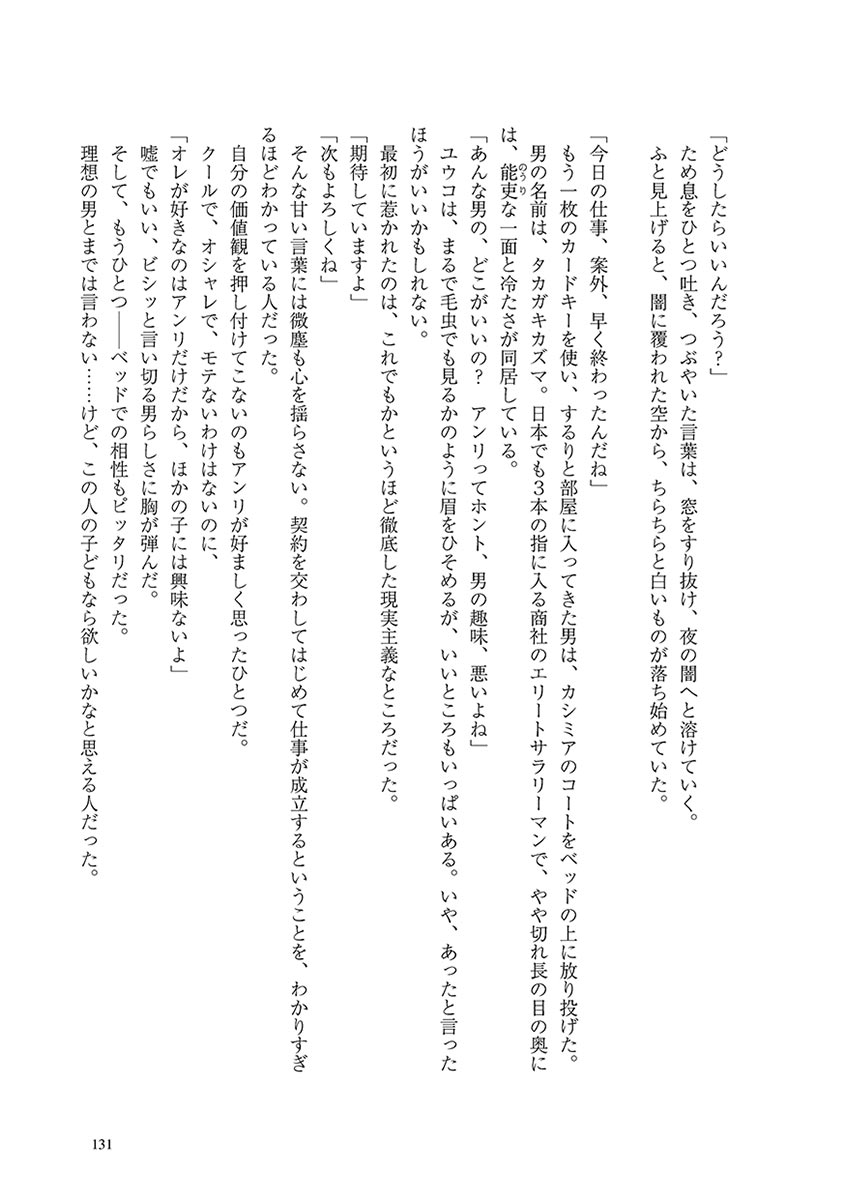 「どうしたらいいんだろう？」
ため息をひとつ吐き、つぶやいた言葉は、窓をすり抜け、夜の闇へと溶けていく。
ふと見上げると、闇に覆われた空から、ちらちらと白いものが落ち始めていた。
「今日の仕事、案外、早く終わったんだね」
もう一枚のカードキーを使い、するりと部屋に入ってきた男は、カシミアのコートをベッドの上に放り投げた。
男の名前は、タカガキカズマ。日本でも３本の指に入る商社のエリートサラリーマンで、やや切れ長の目の奥に
は、能吏な一面と冷たさが同居している。
のうり
「あんな男の、どこがいいの？　アンリってホント、男の趣味、悪いよね」
ユウコは、まるで毛虫でも見るかのように眉をひそめるが、いいところもいっぱいある。いや、あったと言った
ほうがいいかもしれない。
最初に惹かれたのは、これでもかというほど徹底した現実主義なところだった。
「期待していますよ」
「次もよろしくね」
そんな甘い言葉には微塵も心を揺らさない。契約を交わしてはじめて仕事が成立するということを、わかりすぎ
るほどわかっている人だった。
自分の価値観を押し付けてこないのもアンリが好ましく思ったひとつだ。
クールで、オシャレで、モテないわけはないのに、
「オレが好きなのはアンリだけだから、ほかの子には興味ないよ」
嘘でもいい、ビシッと言い切る男らしさに胸が弾んだ。
そして、もうひとつ――ベッドでの相性もピッタリだった。
理想の男とまでは言わない……けど、この人の子どもなら欲しいかなと思える人だった。
131